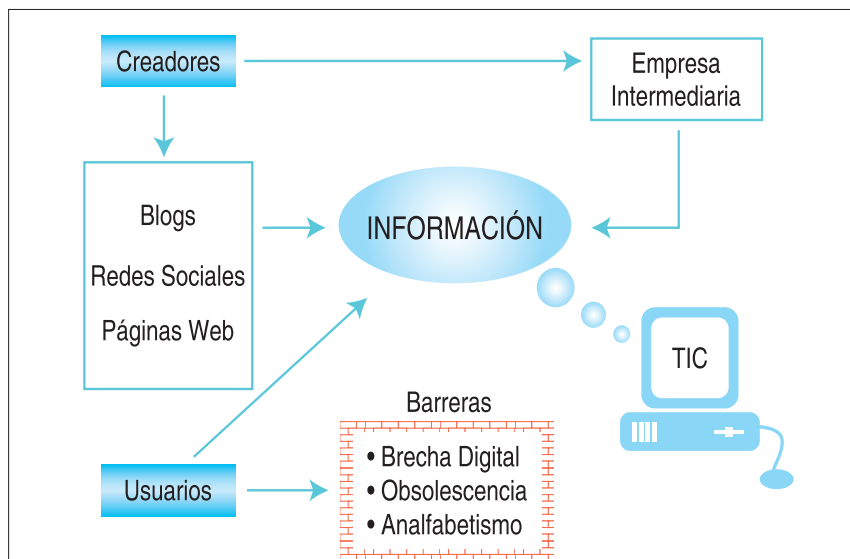 Creadores
Empresa
Intermediaria
Blogs
Redes Sociales
Páginas Web
INFORMACIÓN
TIC
Barreras
• Brecha Digital
• Obsolescencia
• Analfabetismo
Usuarios